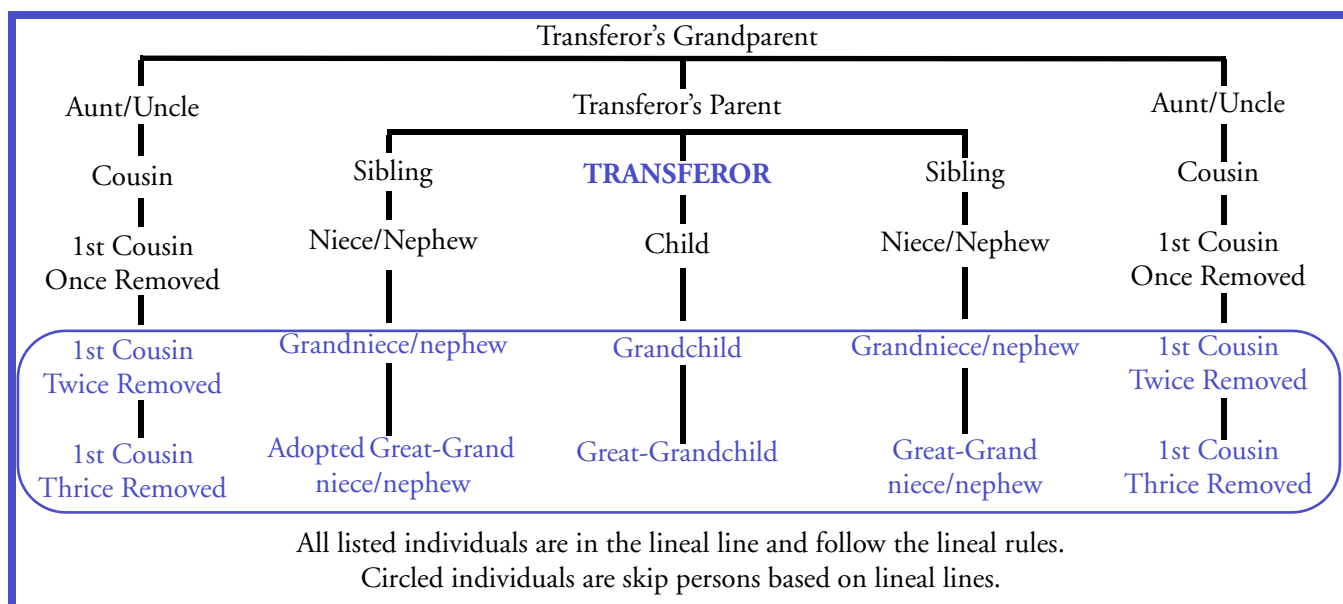 Transferor's Grandparent
Aunt/Uncle
Transferor's Parent
Aunt/Uncle
Cousin
Sibling
TRANSFEROR
Sibling
Cousin
1st Cousin
Once Removed
Niece/Nephew
Child
Niece/Nephew
1st Cousin
Once Removed
1st Cousin
Twice Removed
Grandniece/nephew
Grandchild
Grandniece/nephew
1st Cousin
Twice Removed
1st Cousin
Thrice Removed
Adopted Great-Grand
niece/nephew
Great-Grandchild
Great-Grand
niece/nephew
1st Cousin
Thrice Removed
All listed individuals are in the lineal line and follow the lineal rules.
Circled individuals are skip persons based on lineal lines.